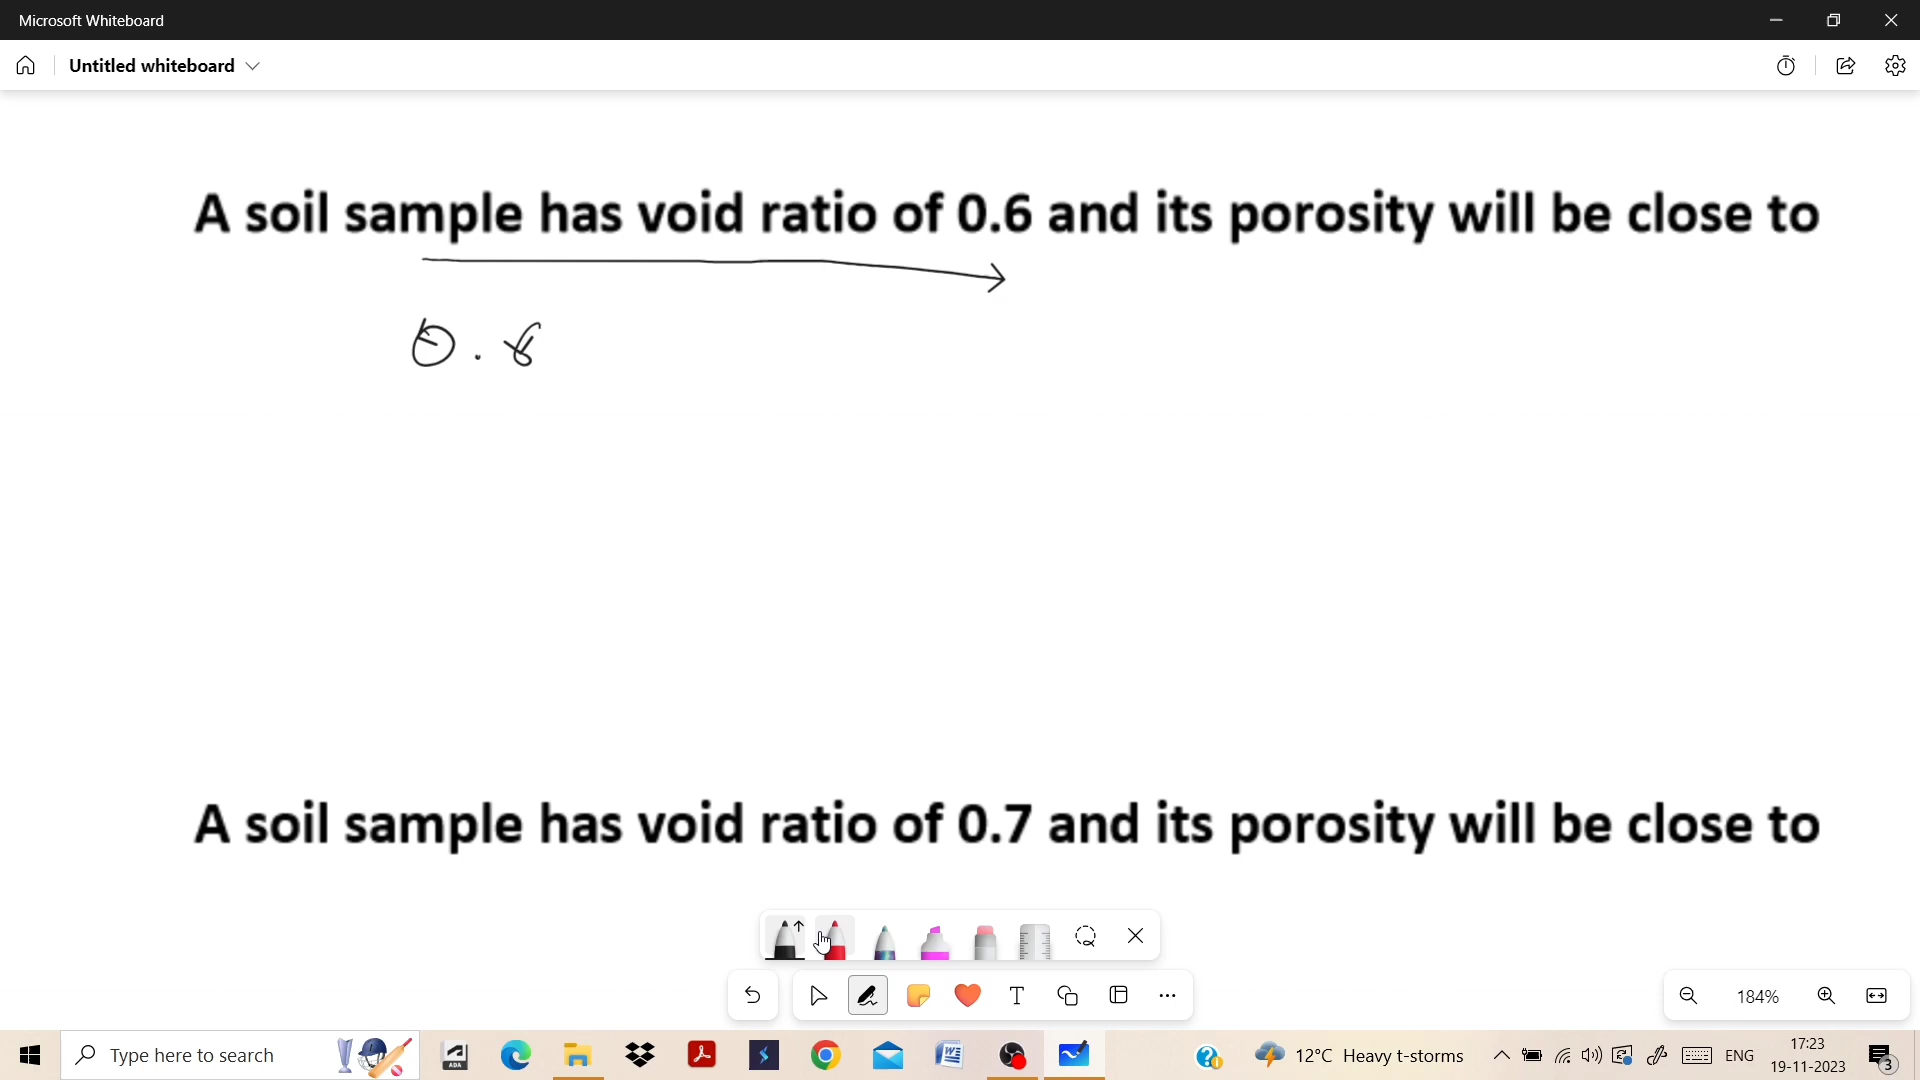 Microsoft Whiteboard
Untitled whiteboard
A soil sample has void ratio of 0.6 and its porosity will be close to
A soil sample has void ratio of 0.7 and its porosity will be close to
184%
Type here to search
12°C Heavy t-storms
ENG
17:23
19-11-2023
3